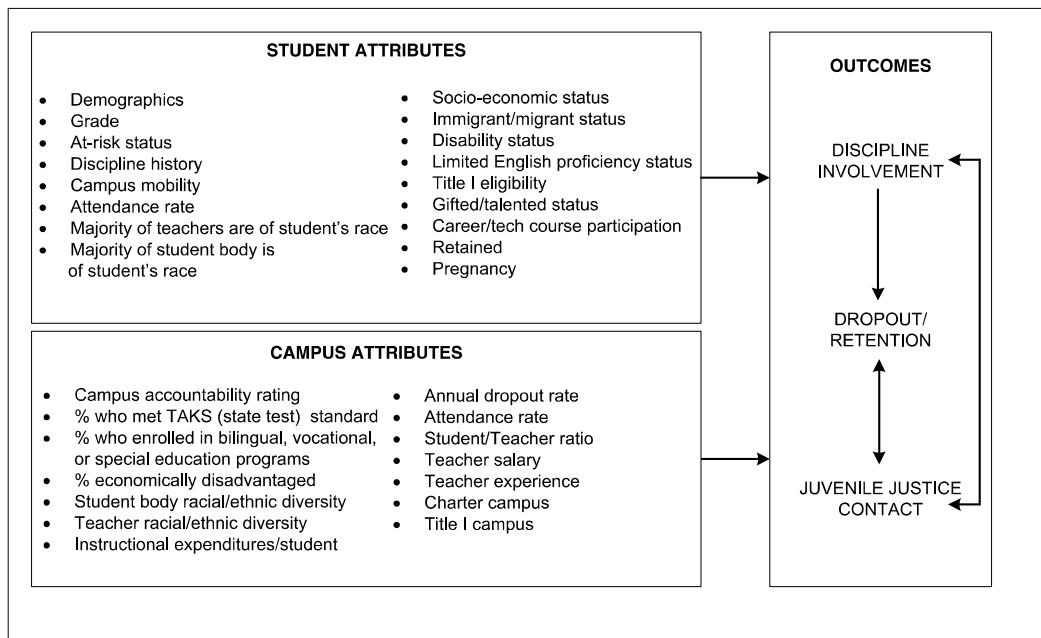 STUDENT ATTRIBUTES
• Demographics
• Grade
• At-risk status
• Discipline history
• Campus mobility
• Attendance rate
• Majority of teachers are of student's race
• Majority of student body is
of student's race
• Socio-economic status
• Immigrant/migrant status
• Disability status
• Limited English proficiency status
• Title I eligibility
• Gifted/talented status
• Career/tech course participation
• Retained
• Pregnancy
CAMPUS ATTRIBUTES
• Campus accountability rating
• % who met TAKS (state test) standard
• % who enrolled in bilingual, vocational,
or special education programs
• % economically disadvantaged
• Student body racial/ethnic diversity
• Teacher racial/ethnic diversity
• Instructional expenditures/student
• Annual dropout rate
• Attendance rate
• Student/Teacher ratio
• Teacher salary
• Teacher experience
• Charter campus
• Title I campus
OUTCOMES
DISCIPLINE
INVOLVEMENT
DROPOUT/
RETENTION
JUVENILE JUSTICE
CONTACT